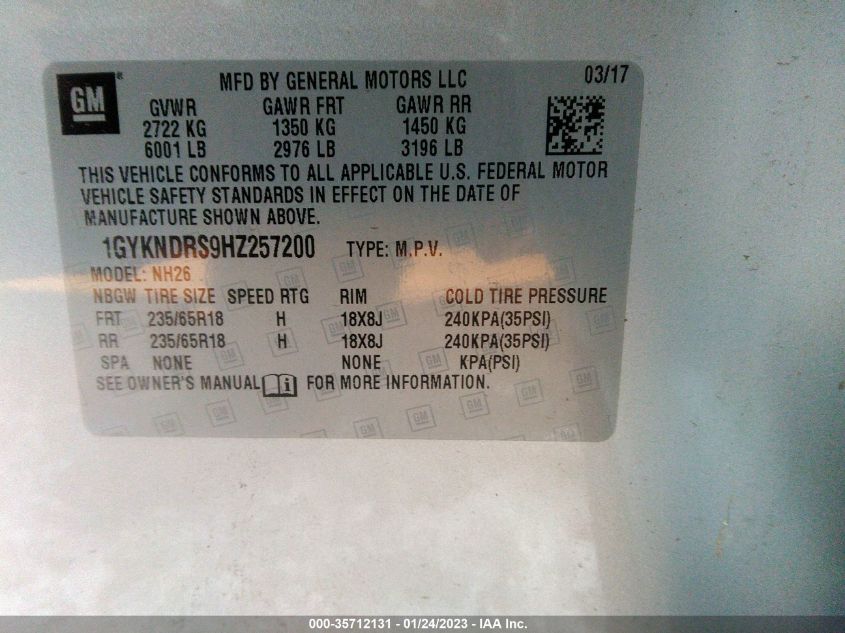 GM
MFD BY GENERAL MOTORS LLC 03/17
GVWR GAWR FRT GAWR RR
2722 KG 1350 KG 1450 KG
6001 LB 2976 LB 3196 LB
THIS VEHICLE CONFORMS TO ALL APPLICABLE U.S. FEDERAL MOTOR
VEHICLE SAFETY STANDARDS IN EFFECT ON THE DATE OF
MANUFACTURE SHOWN ABOVE.
1GYKNDRS9HZ257200 TYPE: M.P.V.
MODEL: NH26
NBGW TIRE SIZE SPEED RTG RIM COLD TIRE PRESSURE
FRT 235/65R18 H 18X8J 240KPA(35PSI)
RR 235/65R18 H 18X8J 240KPA(35PSI)
SPA NONE NONE KPA(PSI)
SEE OWNER'S MANUAL FOR MORE INFORMATION.
000-35712131 - 01/24/2023 - IAA Inc.